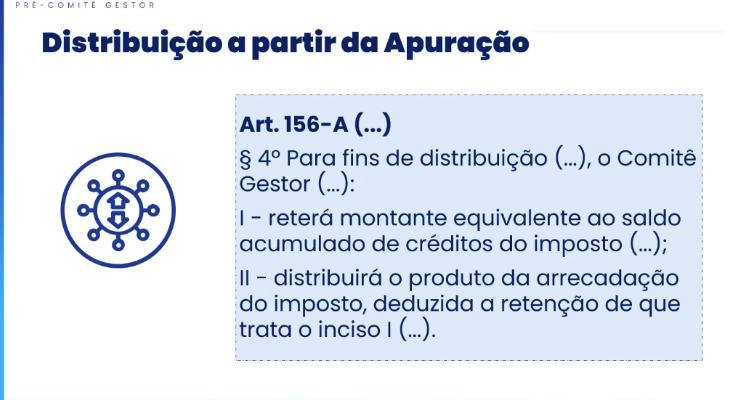 PRÉ-COMITÊ GESTOR
Distribuição a partir da Apuração
Art. 156-A (...)
§ 4º Para fins de distribuição (...), o Comitê
Gestor (...):
I - reterá montante equivalente ao saldo
acumulado de créditos do imposto (...);
II - distribuirá o produto da arrecadação
do imposto, deduzida a retenção de que
trata o inciso I (...).